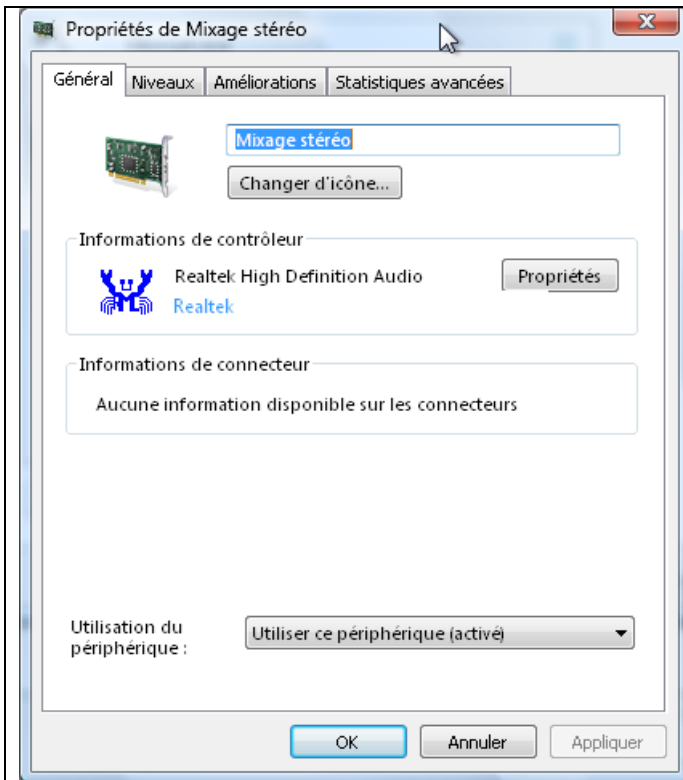 Propriétés de Mixage stéréo
Général Niveaux Améliorations Statistiques avancées
Mixage stéréo
Changer d'icône...
Informations de contrôleur
Realtek High Definition Audio Propriétés
Realtek
Informations de connecteur
Aucune information disponible sur les connecteurs
Utilisation du
périphérique :
Utiliser ce périphérique (activé)
OK Annuler Appliquer